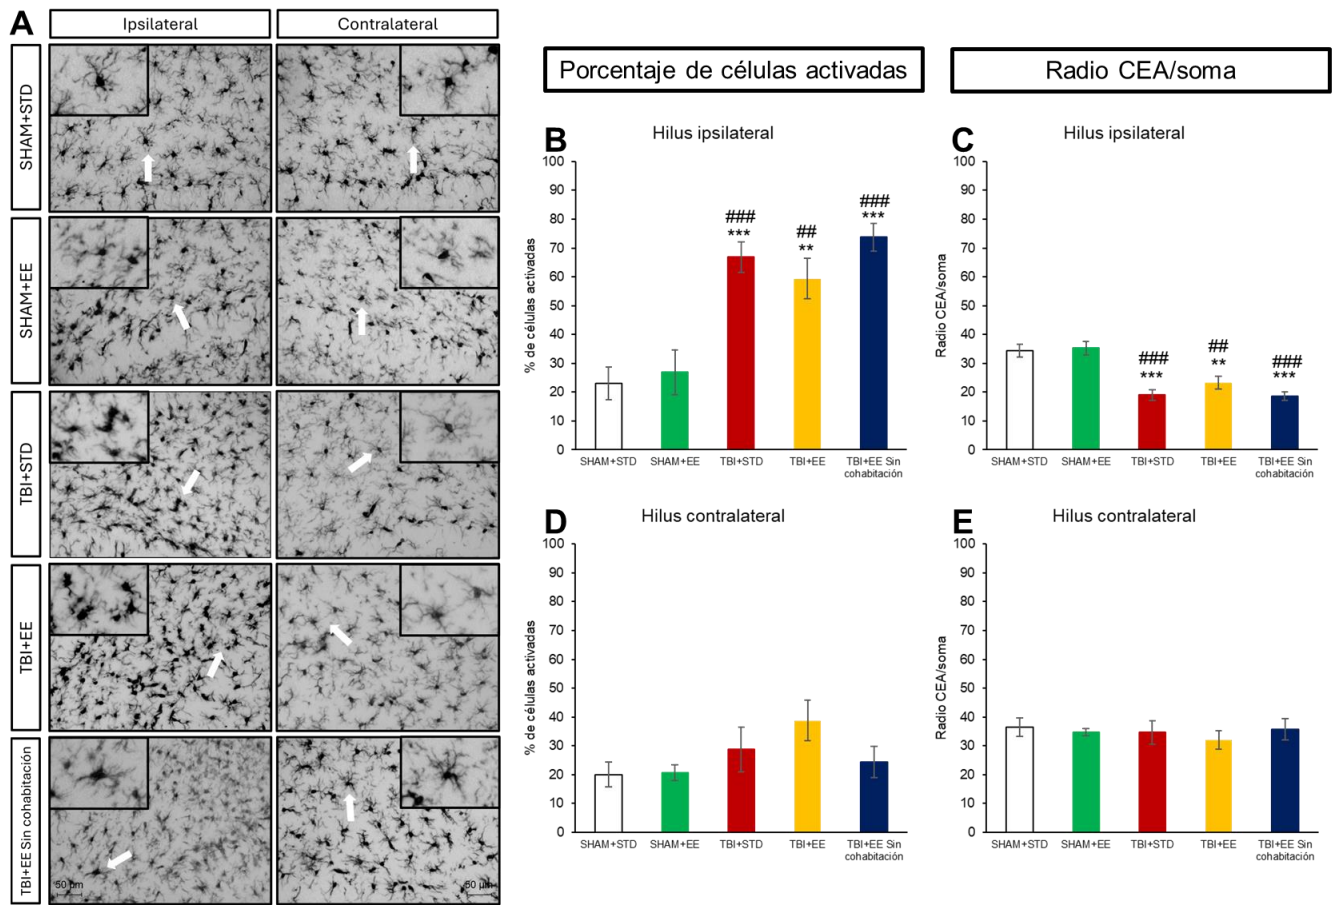 A
Ipsilateral
Contralateral
SHAM+STD
SHAM+EE
TBI+STD
TBI+EE
TBI+EE Sin cohabitación
50 µm
50 µm
Porcentaje de células activadas
Radio CEA/soma
B
Hilus ipsilateral
% de células activadas
100
90
80
70
60
50
40
30
20
10
0
###
***
##
**
###
***
SHAM+STD
SHAM+EE
TBI+STD
TBI+EE
TBI+EE Sin
cohabitación
C
Hilus ipsilateral
Radio CEA/soma
100
90
80
70
60
50
40
30
20
10
0
###
***
##
**
###
***
SHAM+STD
SHAM+EE
TBI+STD
TBI+EE
TBI+EE Sin
cohabitación
D
Hilus contralateral
% de células activadas
100
90
80
70
60
50
40
30
20
10
0
SHAM+STD
SHAM+EE
TBI+STD
TBI+EE
TBI+EE Sin
cohabitación
E
Hilus contralateral
Radio CEA/soma
100
90
80
70
60
50
40
30
20
10
0
SHAM+STD
SHAM+EE
TBI+STD
TBI+EE
TBI+EE Sin
cohabitación